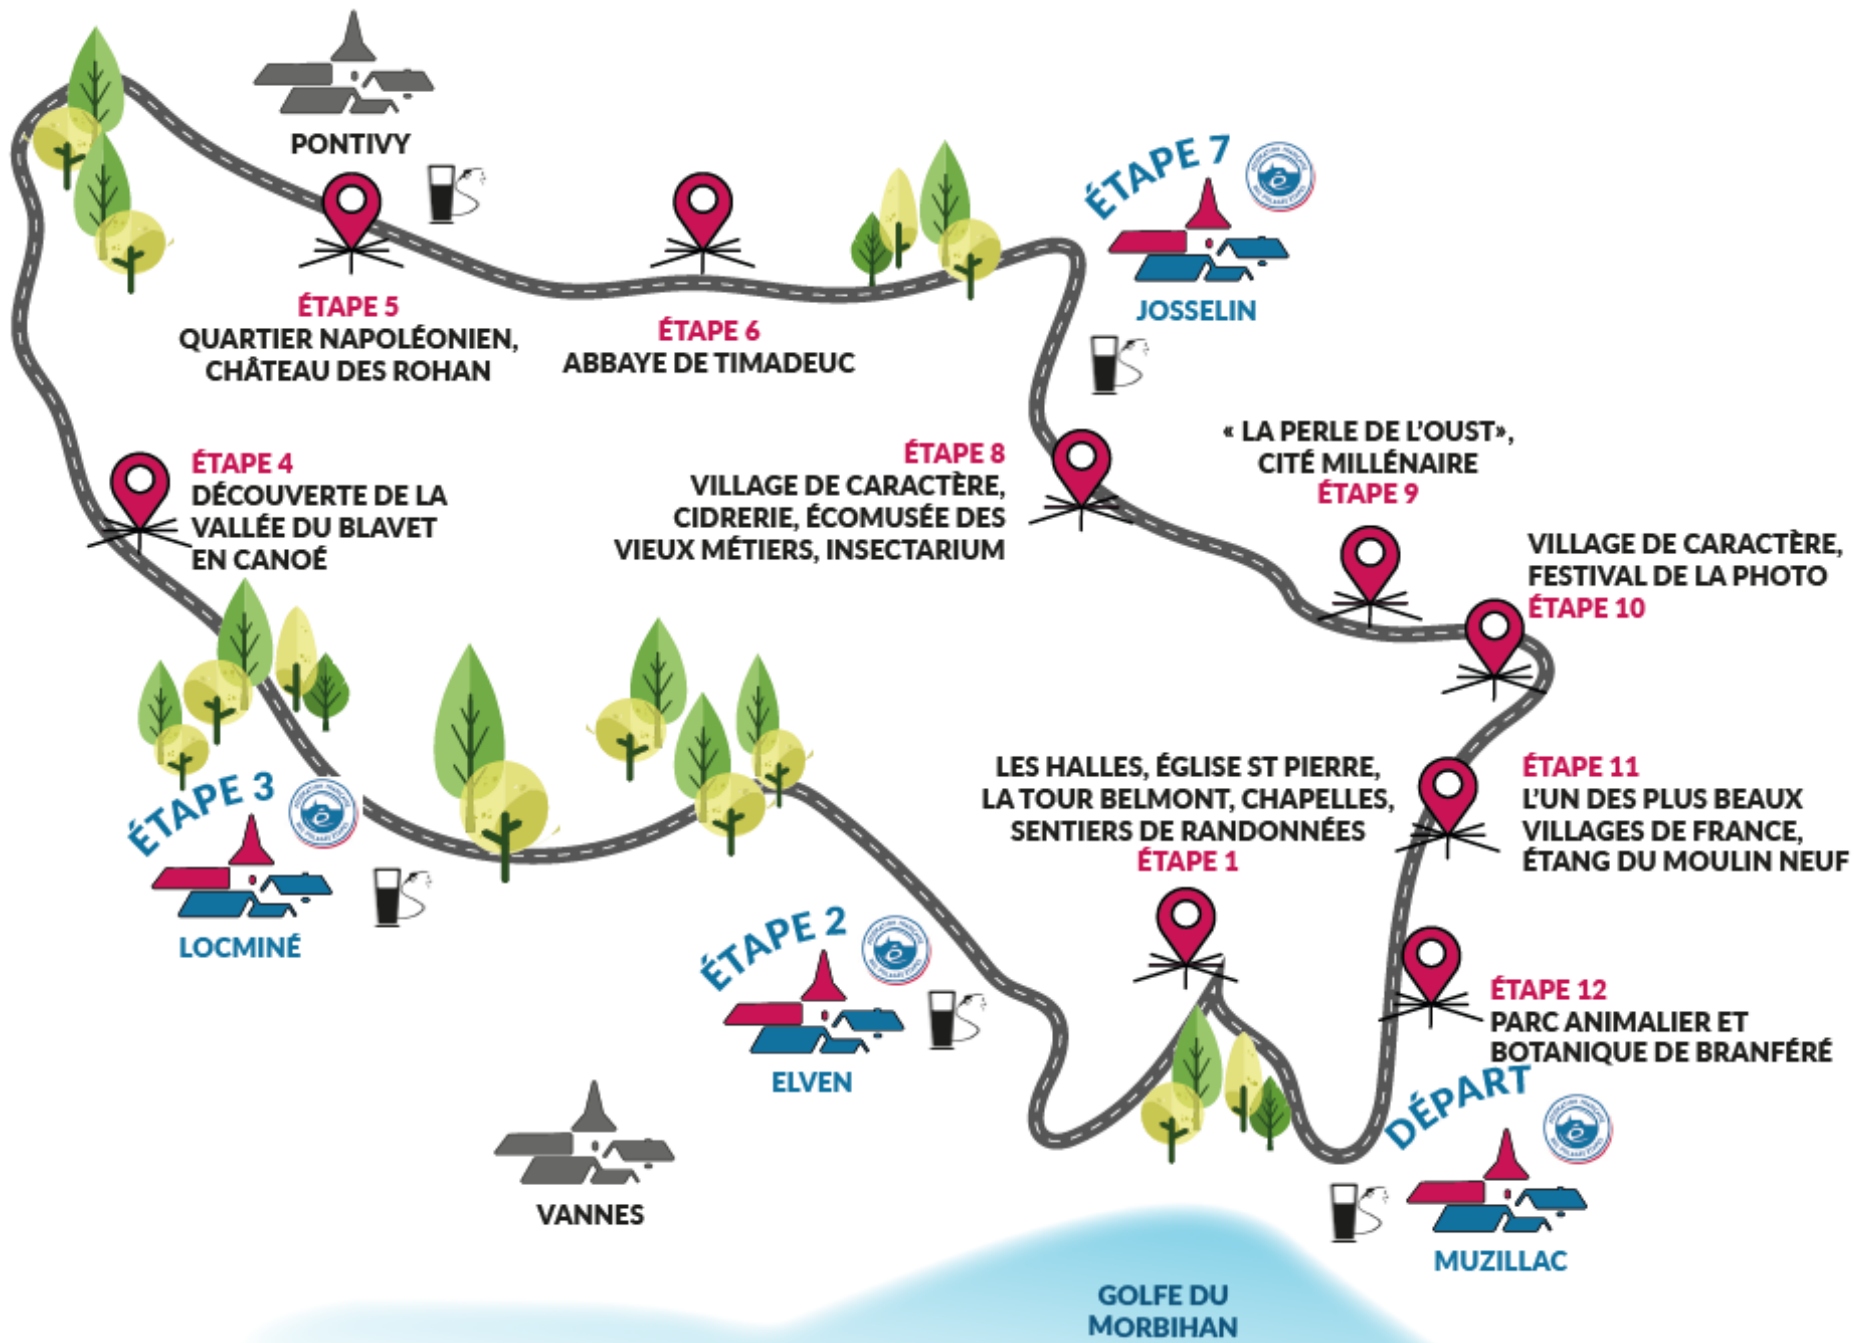 PONTIVY
ÉTAPE 7
JOSSELIN
ÉTAPE 5
QUARTIER NAPOLÉONIEN,
CHÂTEAU DES ROHAN
ÉTAPE 6
ABBAYE DE TIMADEUC
ÉTAPE 4
DÉCOUVERTE DE LA
VALLÉE DU BLAVET
EN CANOÉ
ÉTAPE 8
VILLAGE DE CARACTÈRE,
CIDRERIE, ÉCOMUSÉE DES
VIEUX MÉTIERS, INSECTARIUM
« LA PERLE DE L'OUST»,
CITÉ MILLÉNAIRE
ÉTAPE 9
VILLAGE DE CARACTÈRE,
FESTIVAL DE LA PHOTO
ÉTAPE 10
ÉTAPE 3
LOCMINÉ
LES HALLES, ÉGLISE ST PIERRE,
LA TOUR BELMONT, CHAPELLES,
SENTIERS DE RANDONNÉES
ÉTAPE 1
ÉTAPE 11
L'UN DES PLUS BEAUX
VILLAGES DE FRANCE,
ÉTANG DU MOULIN NEUF
ÉTAPE 2
ELVEN
ÉTAPE 12
PARC ANIMALIER ET
BOTANIQUE DE BRANFÉRÉ
DÉPART
MUZILLAC
VANNES
GOLFE DU
MORBIHAN